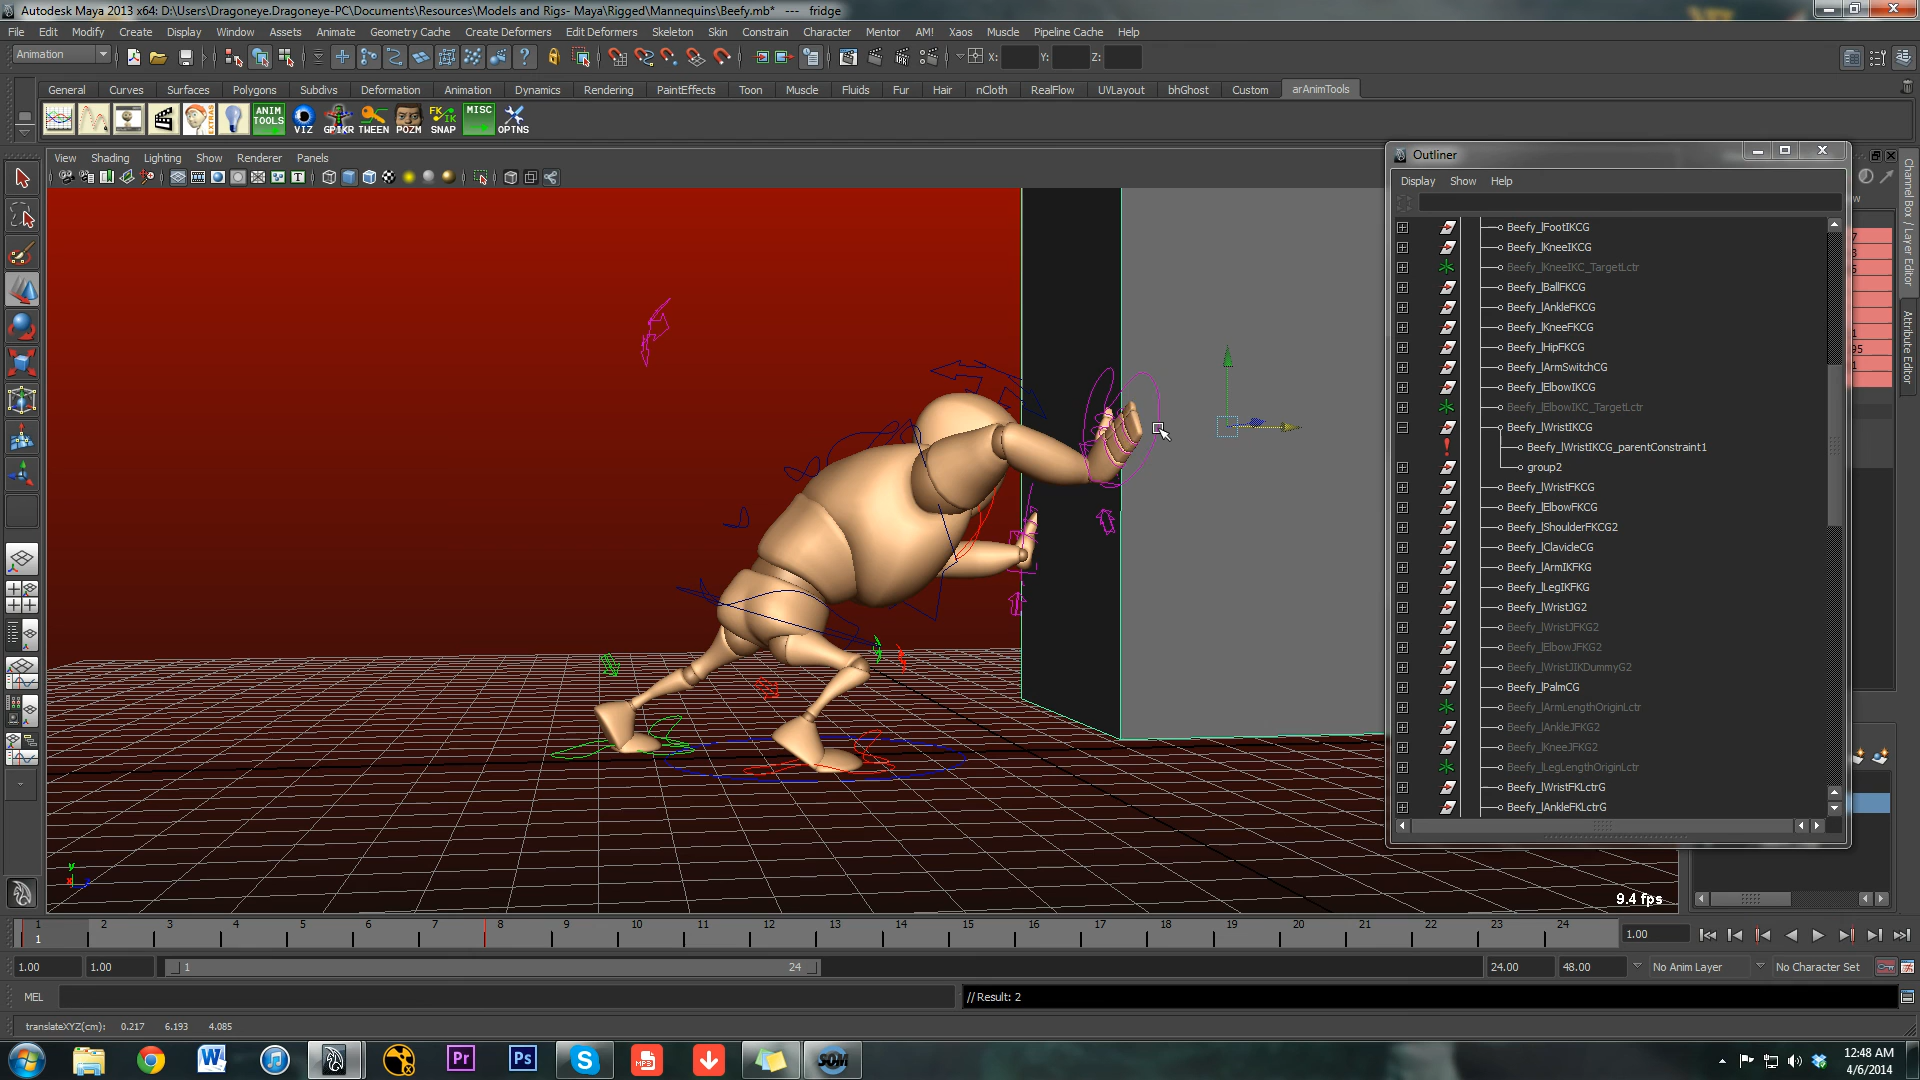 Autodesk Maya 2013 x64: D:\Users\Dragoneye.Dragoneye-PC\Documents\Resources\Models and Rigs- Maya\Rigged\Mannequins\Beefy.mb* --- fridge
File Edit Modify Create Display Window Assets Animate Geometry Cache Create Deformers Edit Deformers Skeleton Skin Constrain Character Mentor AM! Xaos Muscle Pipeline Cache Help
Animation X: Y: Z:
General Curves Surfaces Polygons Subdivs Deformation Animation Dynamics Rendering PaintEffects Toon Muscle Fluids Fur Hair nCloth RealFlow UVLayout bhGhost Custom arAnimTools
EXTRAS ANIM TOOLS VIZ GPIKR TWEEN POZM FK IK SNAP MISC OPTNS
View Shading Lighting Show Renderer Panels
Outliner
Display Show Help
Beefy_lFootIKCG
Beefy_lKneeIKCG
Beefy_lKneeIKC_TargetLctr
Beefy_lBallFKCG
Beefy_lAnkleFKCG
Beefy_lKneeFKCG
Beefy_lHipFKCG
Beefy_lArmSwitchCG
Beefy_lElbowIKCG
Beefy_lElbowIKC_TargetLctr
Beefy_lWristIKCG
Beefy_lWristIKCG_parentConstraint1
group2
Beefy_lWristFKCG
Beefy_lElbowFKCG
Beefy_lShoulderFKCG2
Beefy_lClavicleCG
Beefy_lArmIKFKG
Beefy_lLegIKFKG
Beefy_lWristJG2
Beefy_lWristJFKG2
Beefy_lElbowJFKG2
Beefy_lWristJIKDummyG2
Beefy_lPalmCG
Beefy_lArmLengthOriginLctr
Beefy_lAnkleJFKG2
Beefy_lKneeJFKG2
Beefy_lLegLengthOriginLctr
Beefy_lWristFKLctrG
Beefy_lAnkleFKLctrG
Channel Box / Layer Editor
Attribute Editor
y
9.4 fps
1 2 3 4 5 6 7 8 9 10 11 12 13 14 15 16 17 18 19 20 21 22 23 24
1 1.00
1.00 1.00 1 24 24.00 48.00 No Anim Layer No Character Set
MEL // Result: 2
translateXYZ(cm): 0.217 6.193 4.085
W Pr Ps S MP3 12:48 AM
4/6/2014